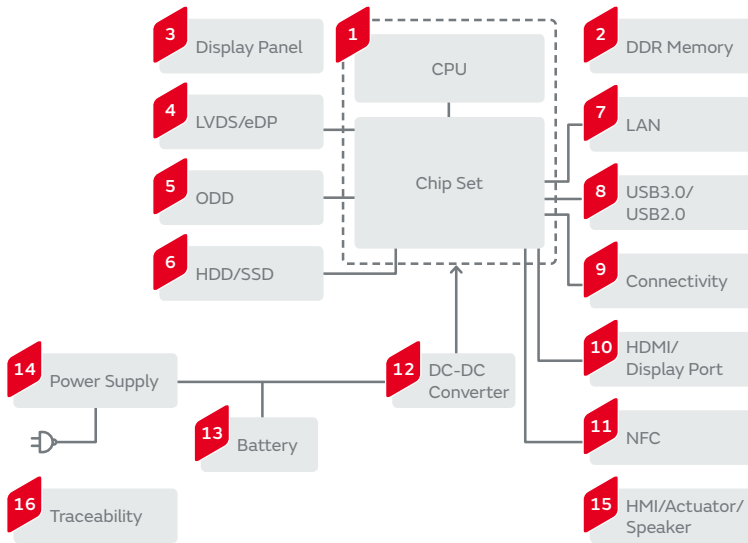 3
Display Panel
1
CPU
2
DDR Memory
4
LVDS/eDP
7
LAN
Chip Set
5
ODD
8
USB3.0/
USB2.0
6
HDD/SSD
9
Connectivity
10
HDMI/
Display Port
14
Power Supply
12
DC-DC
Converter
13
Battery
11
NFC
16
Traceability
15
HMI/Actuator/
Speaker